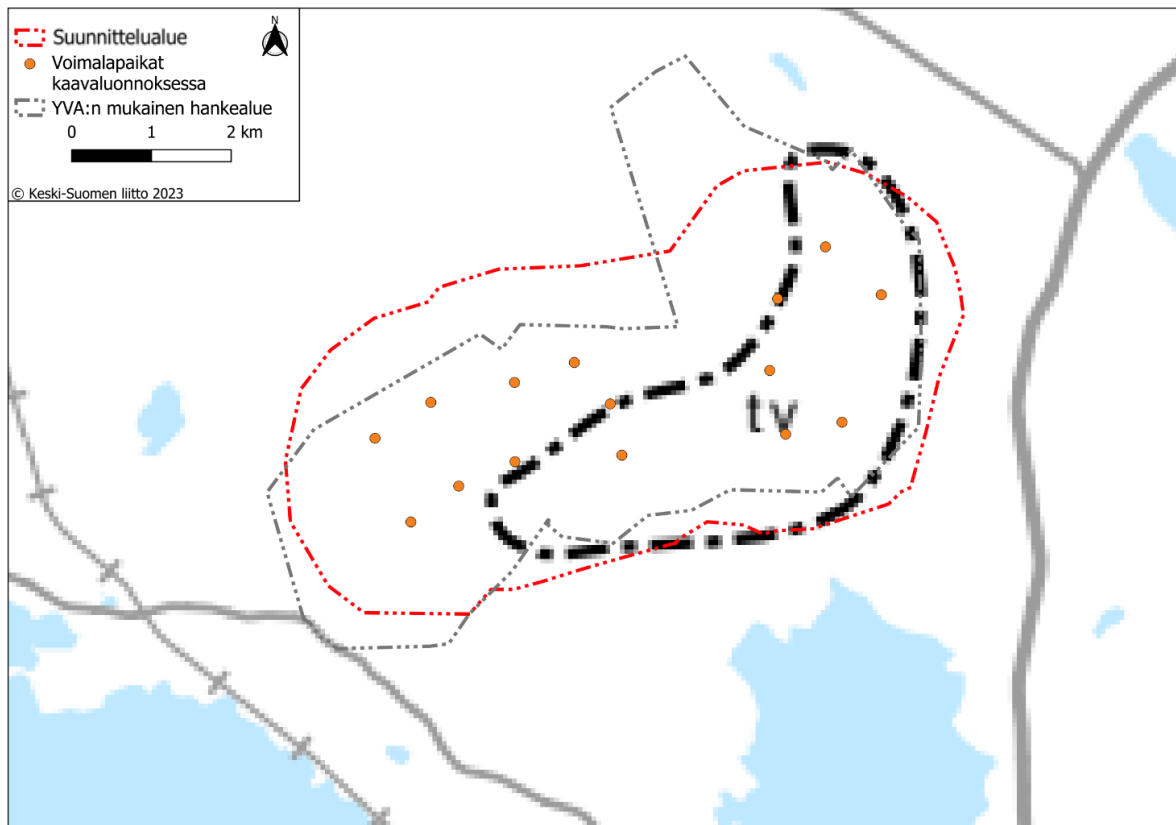 N
Suunnittelualue
Voimalapaikat
kaavaluonnoksessa
YVA:n mukainen hankealue
0 1 2 km
© Keski-Suomen liitto 2023
tv